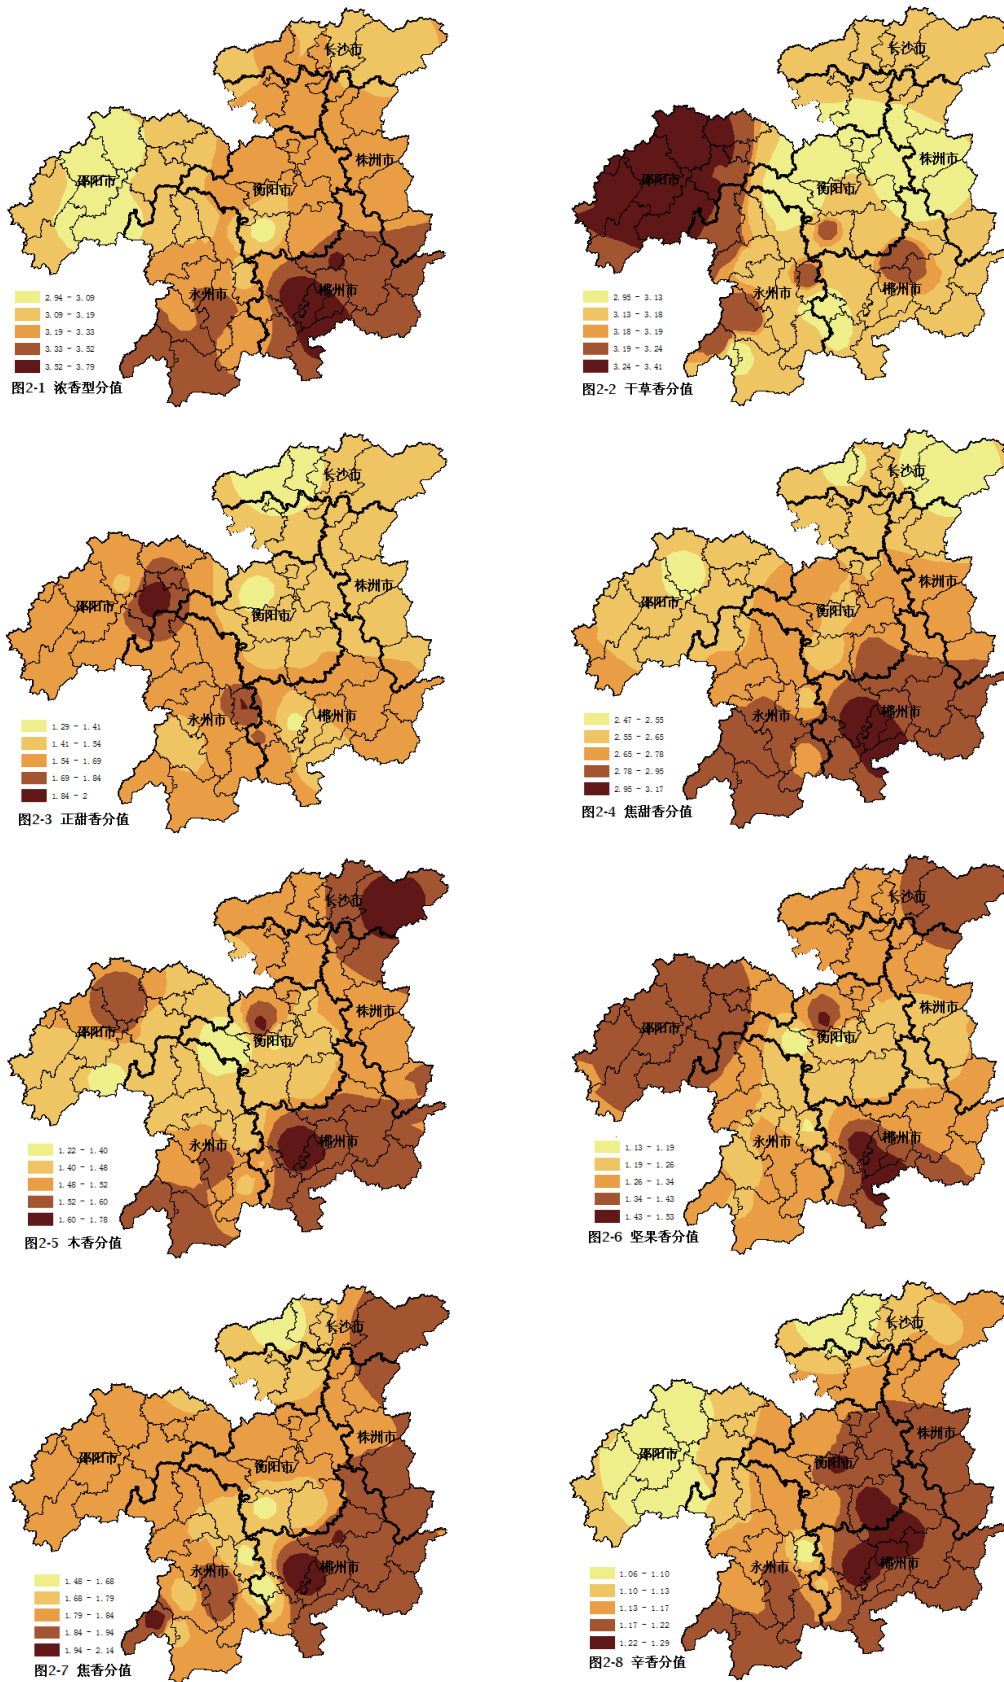 长沙市
株洲市
邵阳市
衡阳市
永州市
郴州市
2.94 - 3.09
3.09 - 3.19
3.19 - 3.33
3.33 - 3.52
3.52 - 3.79
图2-1 浓香型分值
长沙市
株洲市
邵阳市
衡阳市
永州市
郴州市
2.95 - 3.13
3.13 - 3.18
3.18 - 3.19
3.19 - 3.24
3.24 - 3.41
图2-2 干草香分值
长沙市
株洲市
邵阳市
衡阳市
永州市
郴州市
1.29 - 1.41
1.41 - 1.54
1.54 - 1.69
1.69 - 1.84
1.84 - 2
图2-3 正甜香分值
长沙市
株洲市
邵阳市
衡阳市
永州市
郴州市
2.47 - 2.55
2.55 - 2.65
2.65 - 2.78
2.78 - 2.95
2.95 - 3.17
图2-4 焦甜香分值
长沙市
株洲市
邵阳市
衡阳市
永州市
郴州市
1.22 - 1.40
1.40 - 1.48
1.48 - 1.52
1.52 - 1.60
1.60 - 1.78
图2-5 木香分值
长沙市
株洲市
邵阳市
衡阳市
永州市
郴州市
1.13 - 1.19
1.19 - 1.26
1.26 - 1.34
1.34 - 1.43
1.43 - 1.53
图2-6 坚果香分值
长沙市
株洲市
邵阳市
衡阳市
永州市
郴州市
1.48 - 1.68
1.68 - 1.79
1.79 - 1.84
1.84 - 1.94
1.94 - 2.14
图2-7 焦香分值
长沙市
株洲市
邵阳市
衡阳市
永州市
郴州市
1.06 - 1.10
1.10 - 1.13
1.13 - 1.17
1.17 - 1.22
1.22 - 1.29
图2-8 辛香分值